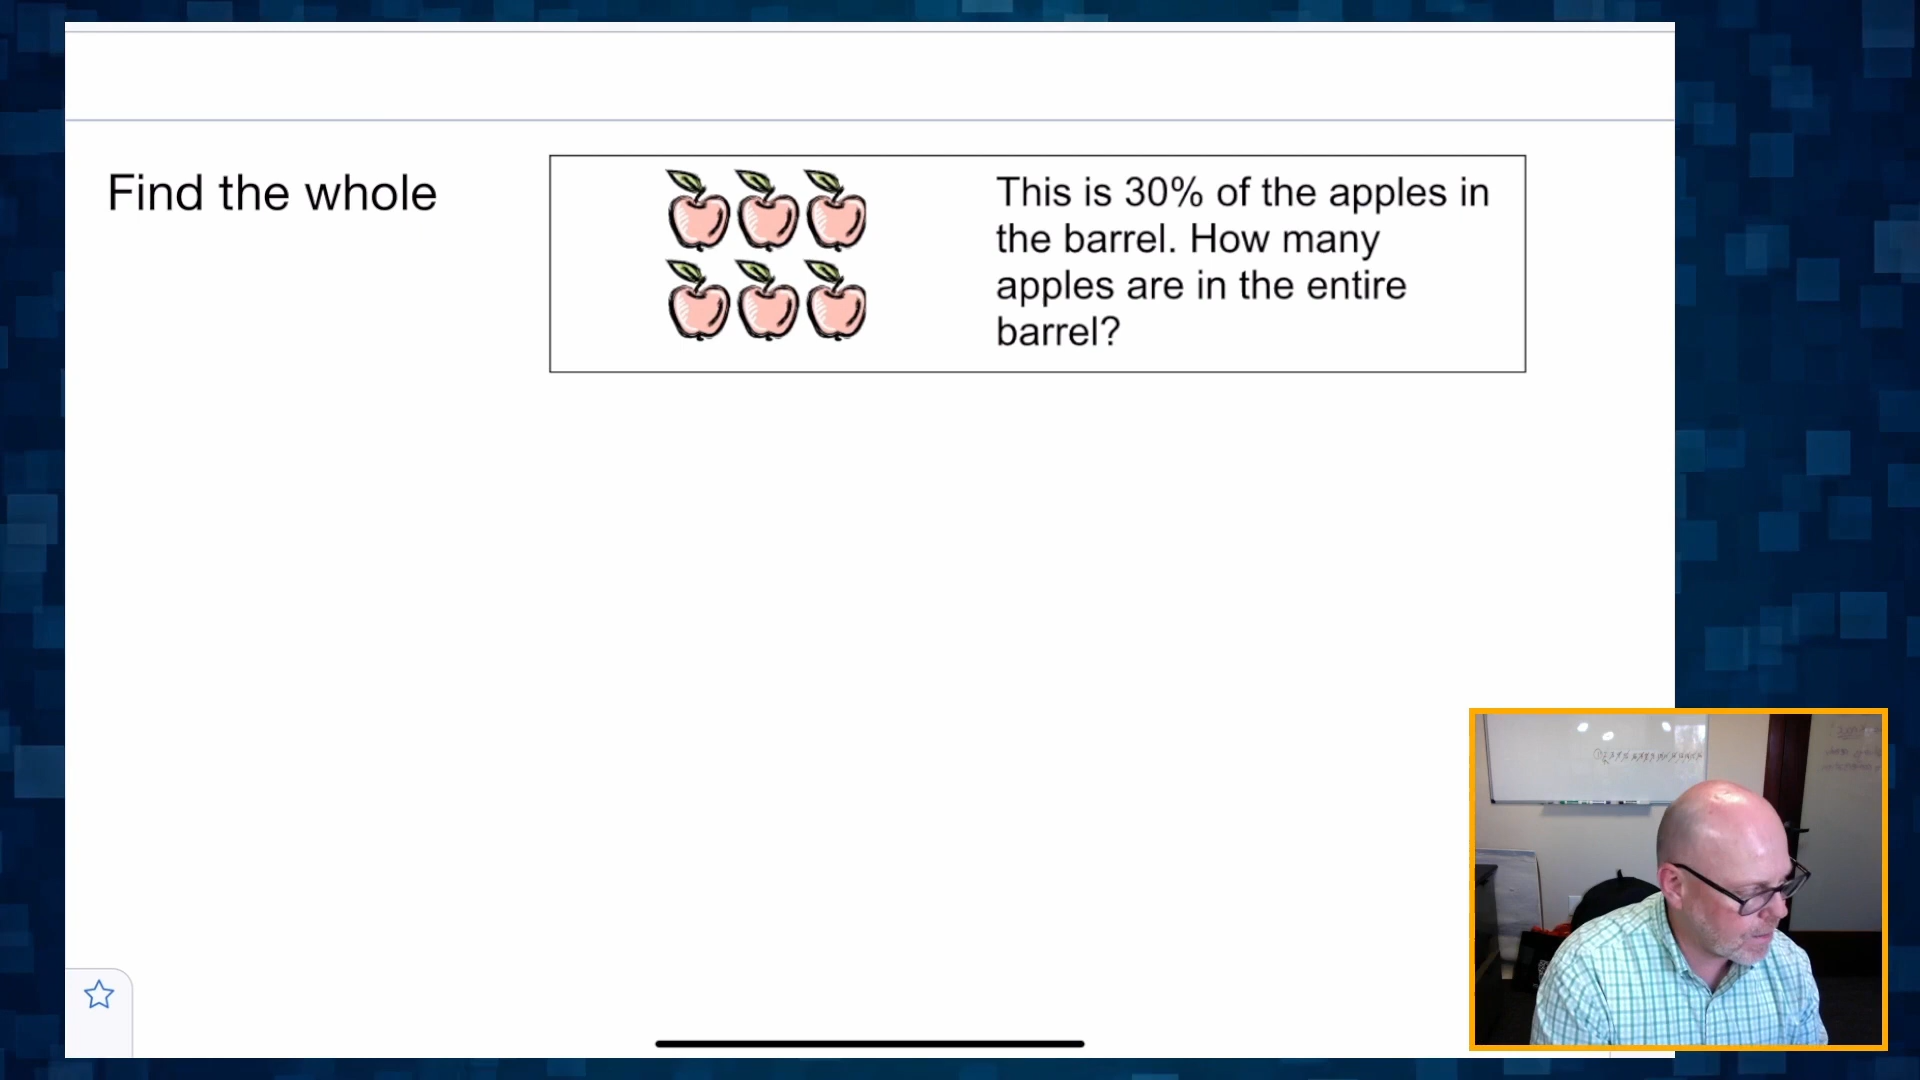 Find the whole
This is 30% of the apples in
the barrel. How many
apples are in the entire
barrel?